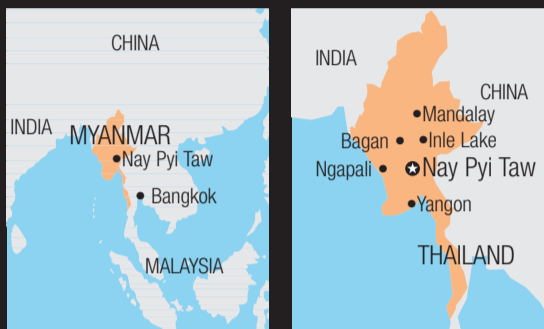 CHINA
INDIA
MYANMAR
Nay Pyi Taw
Bangkok
MALAYSIA
INDIA
CHINA
Mandalay
Bagan
Inle Lake
Ngapali
Nay Pyi Taw
Yangon
THAILAND